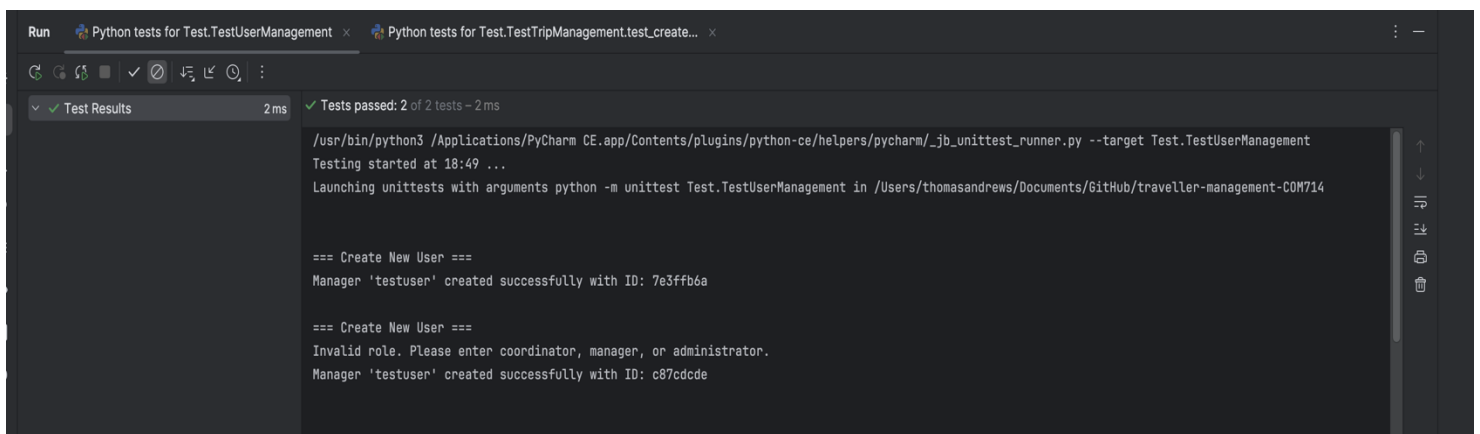 Run Python tests for Test.TestUserManagement × Python tests for Test.TestTripManagement.test_create... ×
Test Results 2 ms
Tests passed: 2 of 2 tests – 2 ms
/usr/bin/python3 /Applications/PyCharm CE.app/Contents/plugins/python-ce/helpers/pycharm/_jb_unittest_runner.py --target Test.TestUserManagement
Testing started at 18:49 ...
Launching unittests with arguments python -m unittest Test.TestUserManagement in /Users/thomasandrews/Documents/GitHub/traveller-management-COM714
=== Create New User ===
Manager 'testuser' created successfully with ID: 7e3ffb6a
=== Create New User ===
Invalid role. Please enter coordinator, manager, or administrator.
Manager 'testuser' created successfully with ID: c87cdcde